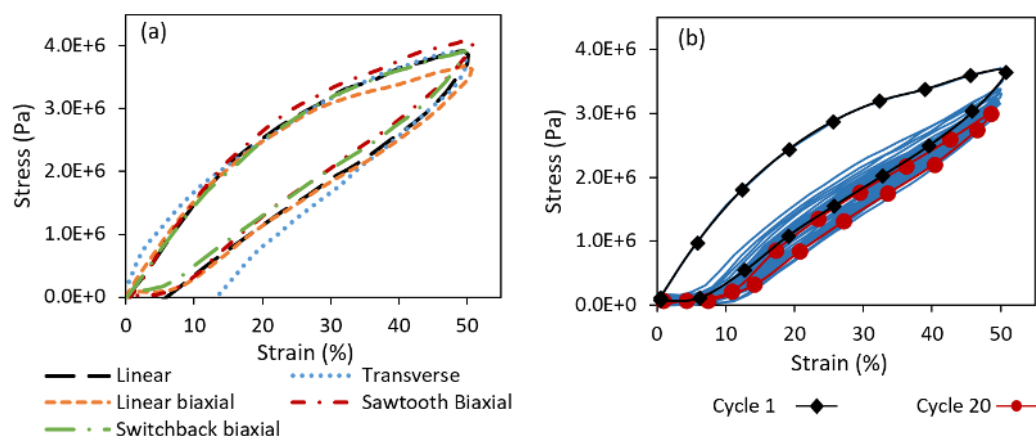 (a)
4.0E+6
3.0E+6
2.0E+6
1.0E+6
0.0E+0
Stress (Pa)
0 10 20 30 40 50
Strain (%)
Linear
Transverse
Linear biaxial
Sawtooth Biaxial
Switchback biaxial
(b)
4.0E+6
3.0E+6
2.0E+6
1.0E+6
0.0E+0
Stress (Pa)
0 10 20 30 40 50
Strain (%)
Cycle 1
Cycle 20